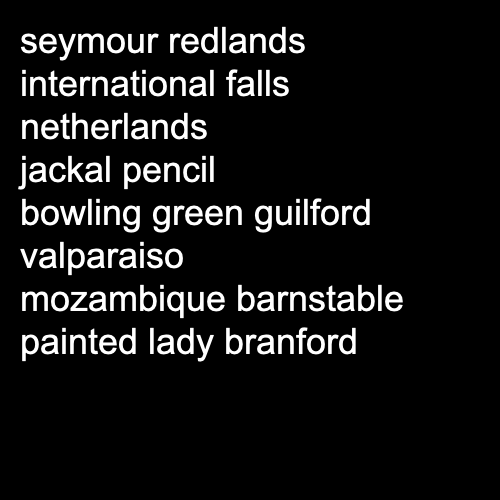 seymour redlands
international falls
netherlands
jackal pencil
bowling green guilford
valparaiso
mozambique barnstable
painted lady branford